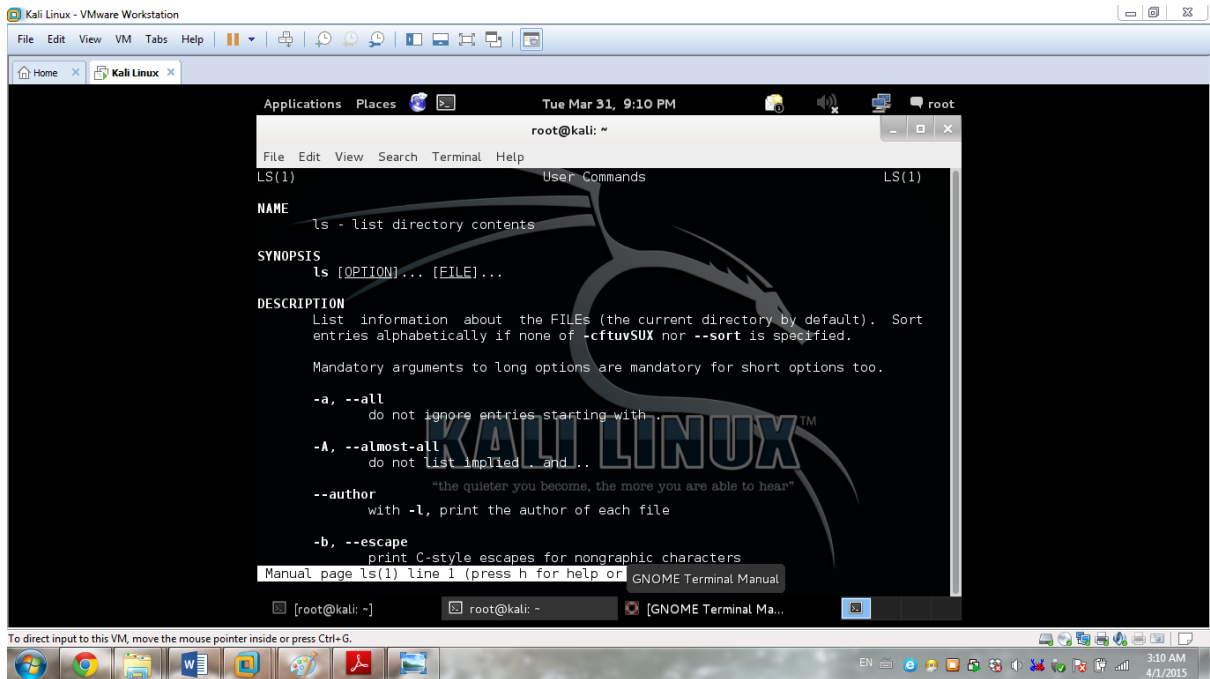 Kali Linux - VMware Workstation
File Edit View VM Tabs Help
Home Kali Linux
Applications Places Tue Mar 31, 9:10 PM root
root@kali: ~
File Edit View Search Terminal Help
LS(1) User Commands LS(1)
NAME
ls - list directory contents
SYNOPSIS
ls [OPTION]... [FILE]...
DESCRIPTION
List information about the FILEs (the current directory by default). Sort
entries alphabetically if none of -cftuvSUX nor --sort is specified.
Mandatory arguments to long options are mandatory for short options too.
-a, --all
do not ignore entries starting with .
-A, --almost-all
do not list implied . and ..
KALI LINUX TM
"the quieter you become, the more you are able to hear"
--author
with -l, print the author of each file
-b, --escape
print C-style escapes for nongraphic characters
Manual page ls(1) line 1 (press h for help or
GNOME Terminal Manual
[root@kali: ~] root@kali: ~ [GNOME Terminal Ma...
To direct input to this VM, move the mouse pointer inside or press Ctrl+G.
EN 3:10 AM
4/1/2015